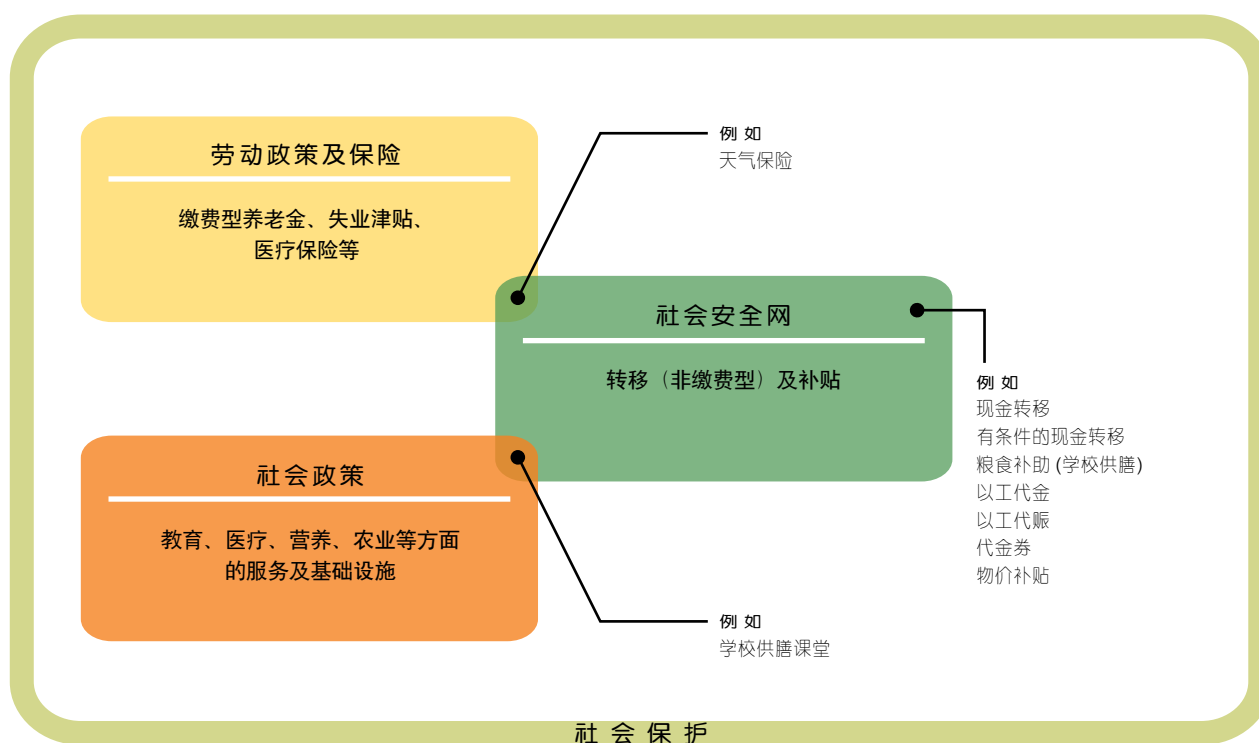 劳动政策及保险
缴费型养老金、失业津贴、
医疗保险等
例如
天气保险
社会安全网
转移（非缴费型）及补贴
例如
现金转移
有条件的现金转移
粮食补助 (学校供膳)
以工代金
以工代赈
代金券
物价补贴
社会政策
教育、医疗、营养、农业等方面
的服务及基础设施
例如
学校供膳课堂
社会保护